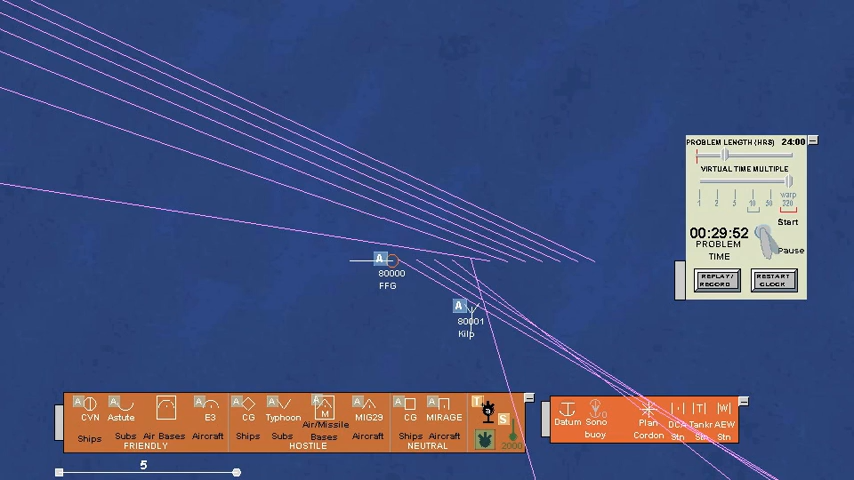 PROBLEM LENGTH (HRS) 24:00
VIRTUAL TIME MULTIPLE
warp
1 2 5 10 30 320
Start
00:29:52
PROBLEM
TIME
Pause
REPLAY/
RECORD
RESTART
CLOCK
A
80000
FFG
A
80001
Kilo
A A A A A A A A A T
CVN Astute E3 CG Typhoon M MIG29 CG MIRAGE
Air/Missile
Ships Subs Air Bases Aircraft Ships Subs Bases Aircraft Ships Aircraft
FRIENDLY HOSTILE NEUTRAL
a
S
2000
T W
Datum Sono
buoy
Plan
Cordon
DCA Tankr AEW
Stn Stn Stn
5